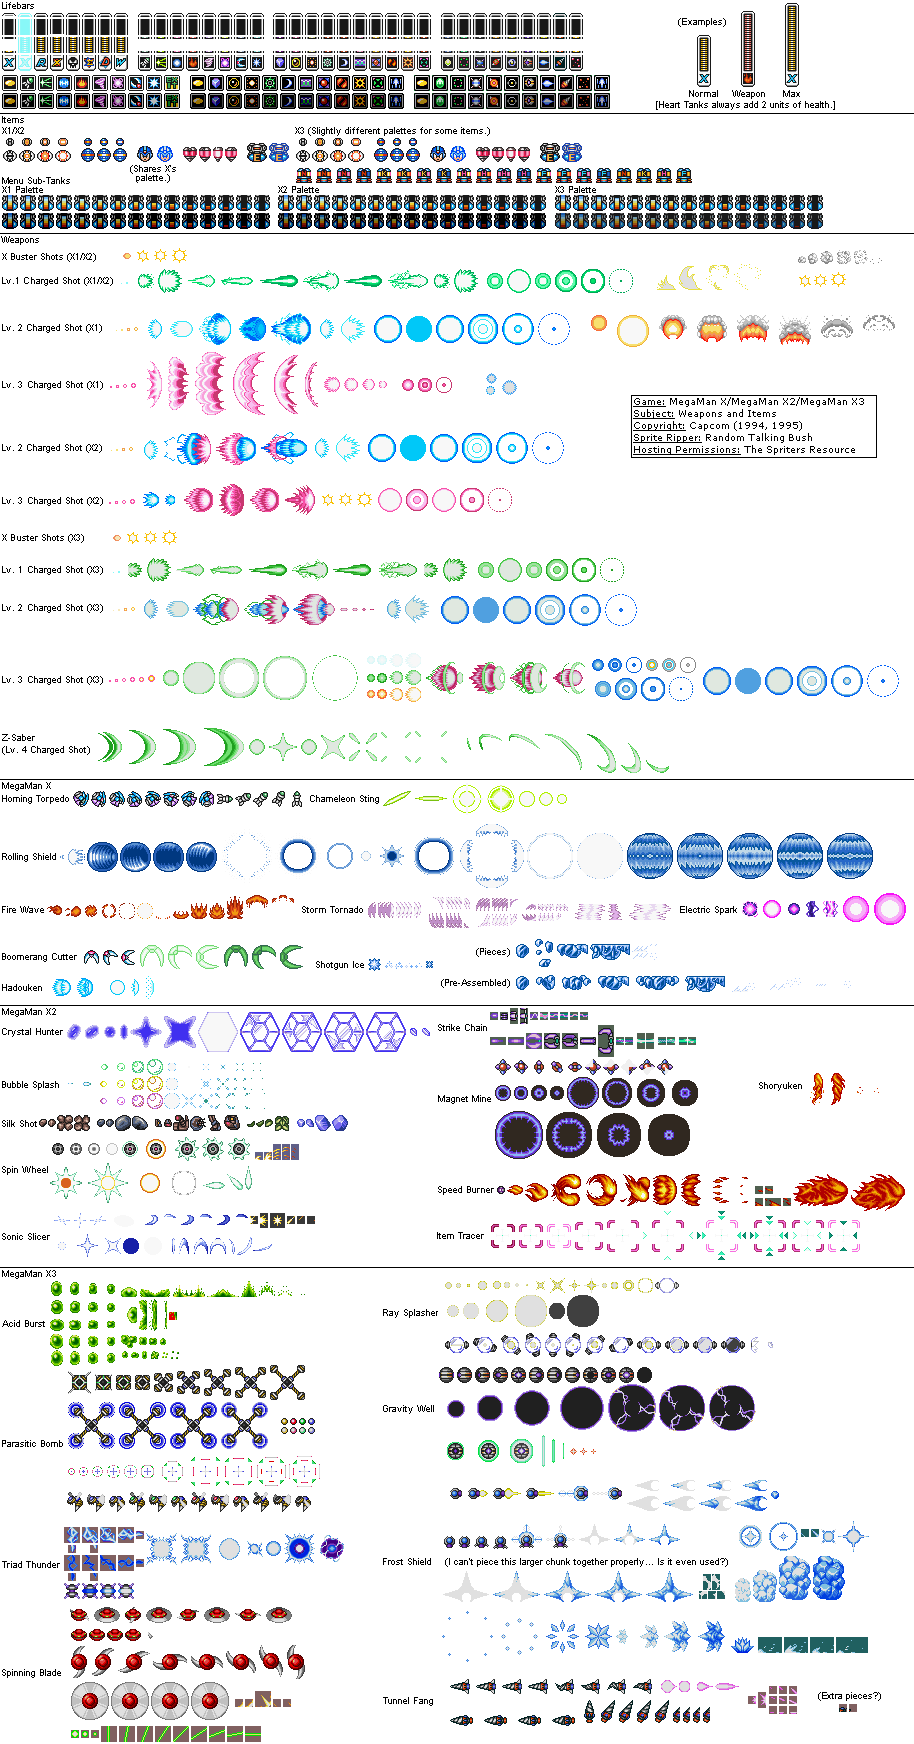 Lifebars
(Examples)
Normal
Weapon
Max
[Heart Tanks always add 2 units of health.]
Items
X1/X2
X3 (Slightly different palettes for some items.)
(Shares X's
palette.)
Menu Sub-Tanks
X1 Palette
X2 Palette
X3 Palette
Weapons
X Buster Shots (X1/X2)
Lv.1 Charged Shot (X1/X2)
Lv. 2 Charged Shot (X1)
Lv. 3 Charged Shot (X1)
Game: MegaMan X/MegaMan X2/MegaMan X3
Subject: Weapons and Items
Copyright: Capcom (1994, 1995)
Sprite Ripper: Random Talking Bush
Hosting Permissions: The Spriters Resource
Lv. 2 Charged Shot (X2)
Lv. 3 Charged Shot (X2)
X Buster Shots (X3)
Lv. 1 Charged Shot (X3)
Lv. 2 Charged Shot (X3)
Lv. 3 Charged Shot (X3)
Z-Saber
(Lv. 4 Charged Shot)
MegaMan X
Homing Torpedo
Chameleon Sting
Rolling Shield
Fire Wave
Storm Tornado
Electric Spark
Boomerang Cutter
Shotgun Ice
(Pieces)
(Pre-Assembled)
Hadouken
MegaMan X2
Crystal Hunter
Strike Chain
Bubble Splash
Magnet Mine
Shoryuken
Silk Shot
Spin Wheel
Speed Burner
Sonic Slicer
Item Tracer
MegaMan X3
Acid Burst
Ray Splasher
Parasitic Bomb
Gravity Well
Triad Thunder
Frost Shield
(I can't piece this larger chunk together properly... Is it even used?)
Spinning Blade
Tunnel Fang
(Extra pieces?)